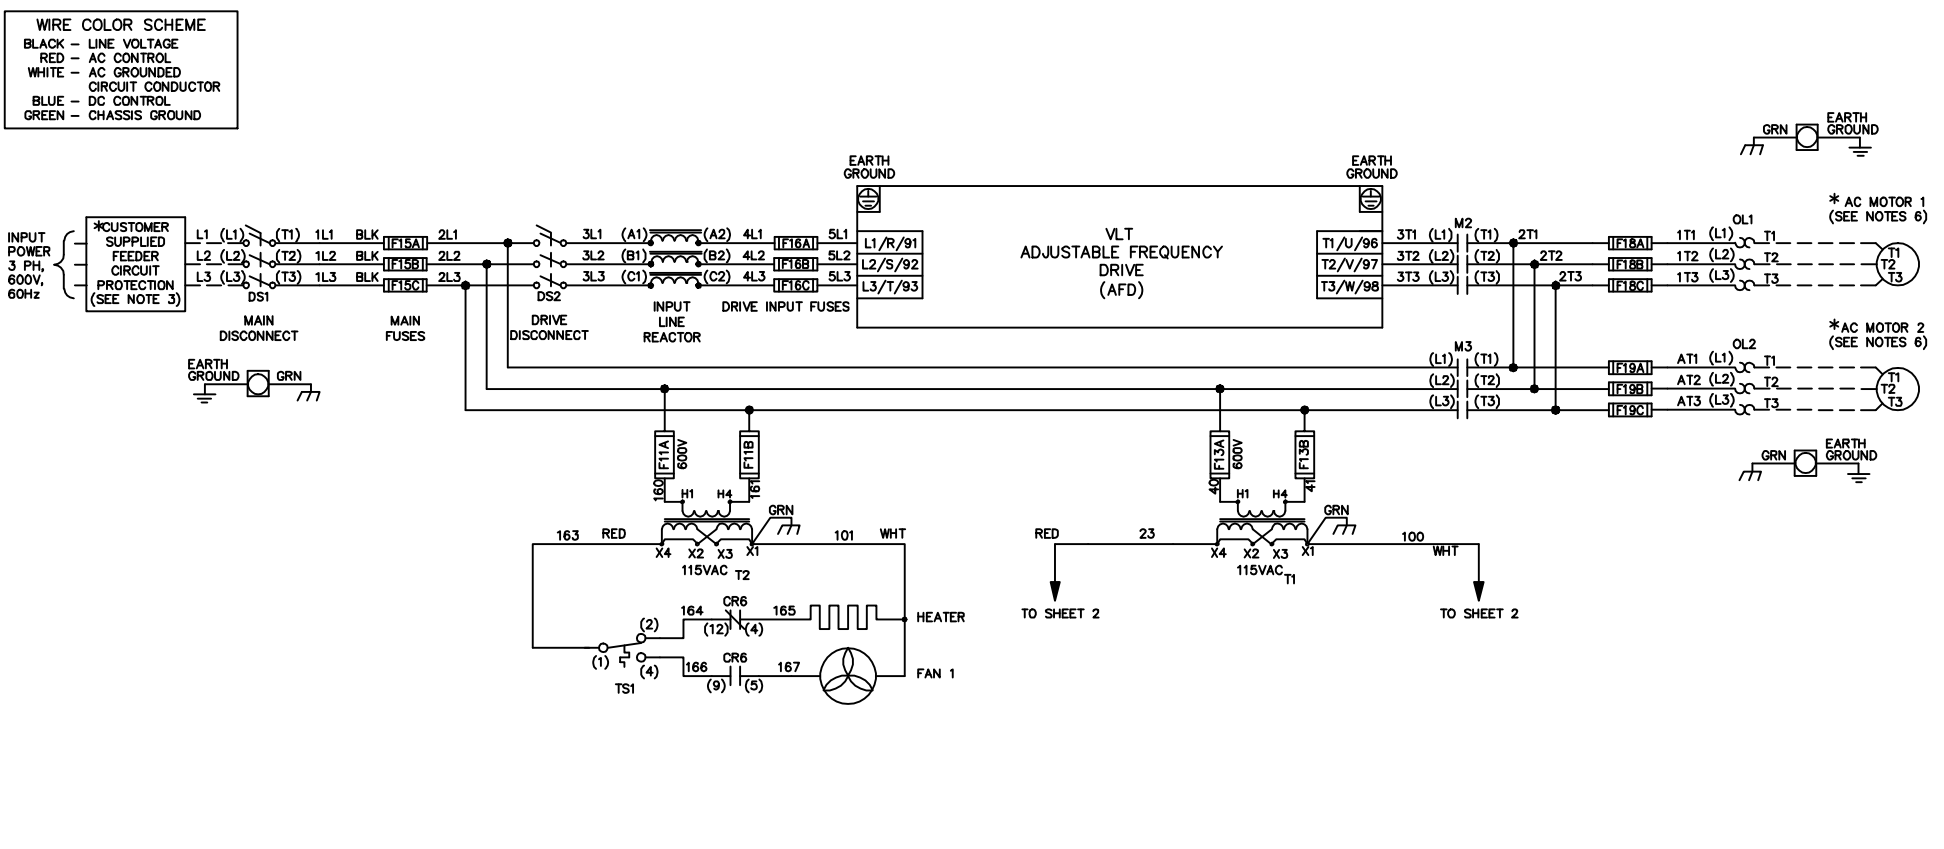 WIRE COLOR SCHEME
BLACK - LINE VOLTAGE
RED - AC CONTROL
WHITE - AC GROUNDED
CIRCUIT CONDUCTOR
BLUE - DC CONTROL
GREEN - CHASSIS GROUND
GRN
EARTH
GROUND
EARTH
GROUND
EARTH
GROUND
INPUT
POWER
3 PH,
600V,
60Hz
*CUSTOMER
SUPPLIED
FEEDER
CIRCUIT
PROTECTION
(SEE NOTE 3)
L1 (L1) (T1) 1L1 BLK F15A 2L1 3L1 (A1) (A2) 4L1 F16A 5L1 L1/R/91
L2 (L2) (T2) 1L2 BLK F15B 2L2 3L2 (B1) (B2) 4L2 F16B 5L2 L2/S/92
L3 (L3) (T3) 1L3 BLK F15C 2L3 3L3 (C1) (C2) 4L3 F16C 5L3 L3/T/93
DS1
MAIN
DISCONNECT
MAIN
FUSES
DS2
DRIVE
DISCONNECT
INPUT
LINE
REACTOR
DRIVE INPUT FUSES
VLT
ADJUSTABLE FREQUENCY
DRIVE
(AFD)
M2
OL1
* AC MOTOR 1
(SEE NOTES 6)
T1/U/96 3T1 (L1) (T1) 2T1 F18A 1T1 (L1) T1 T1
T2/V/97 3T2 (L2) (T2) 2T2 F18B 1T2 (L2) T2 T2
T3/W/98 3T3 (L3) (T3) 2T3 F18C 1T3 (L3) T3 T3
M3
OL2
*AC MOTOR 2
(SEE NOTES 6)
(L1) (T1) F19A AT1 (L1) T1 T1
(L2) (T2) F19B AT2 (L2) T2 T2
(L3) (T3) F19C AT3 (L3) T3 T3
EARTH
GROUND
GRN
GRN
EARTH
GROUND
F11A
600V
F11B
160
161
H1 H4
GRN
163 RED
101 WHT
X4 X2 X3 X1
115VAC T2
F13A
600V
F13B
40
41
H1 H4
GRN
RED 23
100 WHT
X4 X2 X3 X1
115VAC T1
TO SHEET 2
TO SHEET 2
CR6
164 165
(2) (12) (4)
HEATER
(1)
(4)
TS1
CR6
166 167
(9) (5)
FAN 1